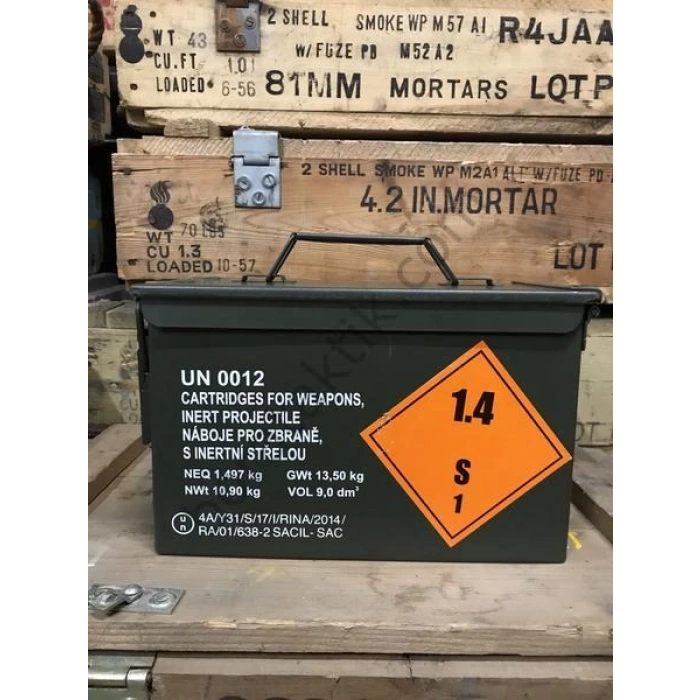 2 SHELL SMOKE WP M57 A1 R4JAA
WT 43
W/FUZE PD M52A2
CU.FT 1.01
LOADED 6-56 81MM MORTARS LOT P
2 SHELL SMOKE WP M2A1 ALT W/FUZE PD
4.2 IN.MORTAR
WT 70 LBS
CU 1.3
LOADED 10-57
LOT
UN 0012
CARTRIDGES FOR WEAPONS,
INERT PROJECTILE
NÁBOJE PRO ZBRANĚ,
S INERTNÍ STŘELOU
NEQ 1,497 kg GWt 13,50 kg
NWt 10,90 kg VOL 9,0 dm³
u n 4A/Y31/S/17/I/RINA/2014/
RA/01/638-2 SACIL- SAC
1.4
S
1